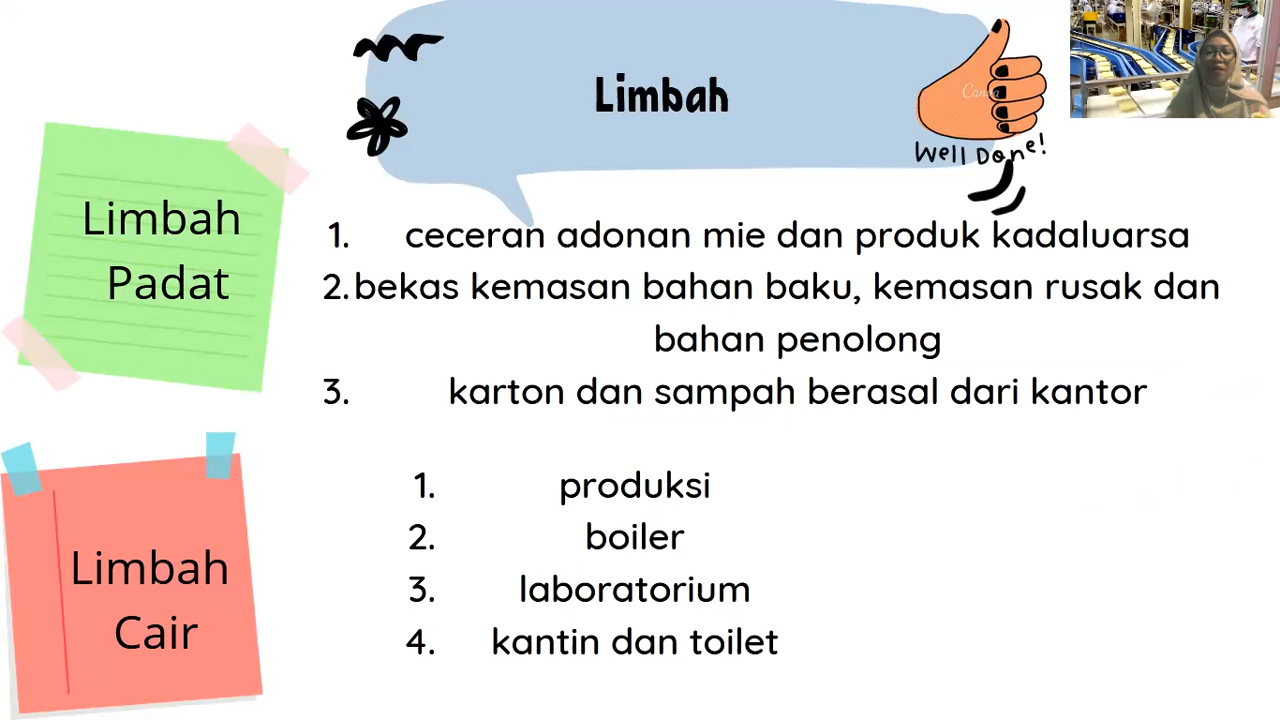 Limbah
Canva
Well Done!
Limbah
Padat
1. ceceran adonan mie dan produk kadaluarsa
2. bekas kemasan bahan baku, kemasan rusak dan
bahan penolong
3. karton dan sampah berasal dari kantor
Limbah
Cair
1. produksi
2. boiler
3. laboratorium
4. kantin dan toilet